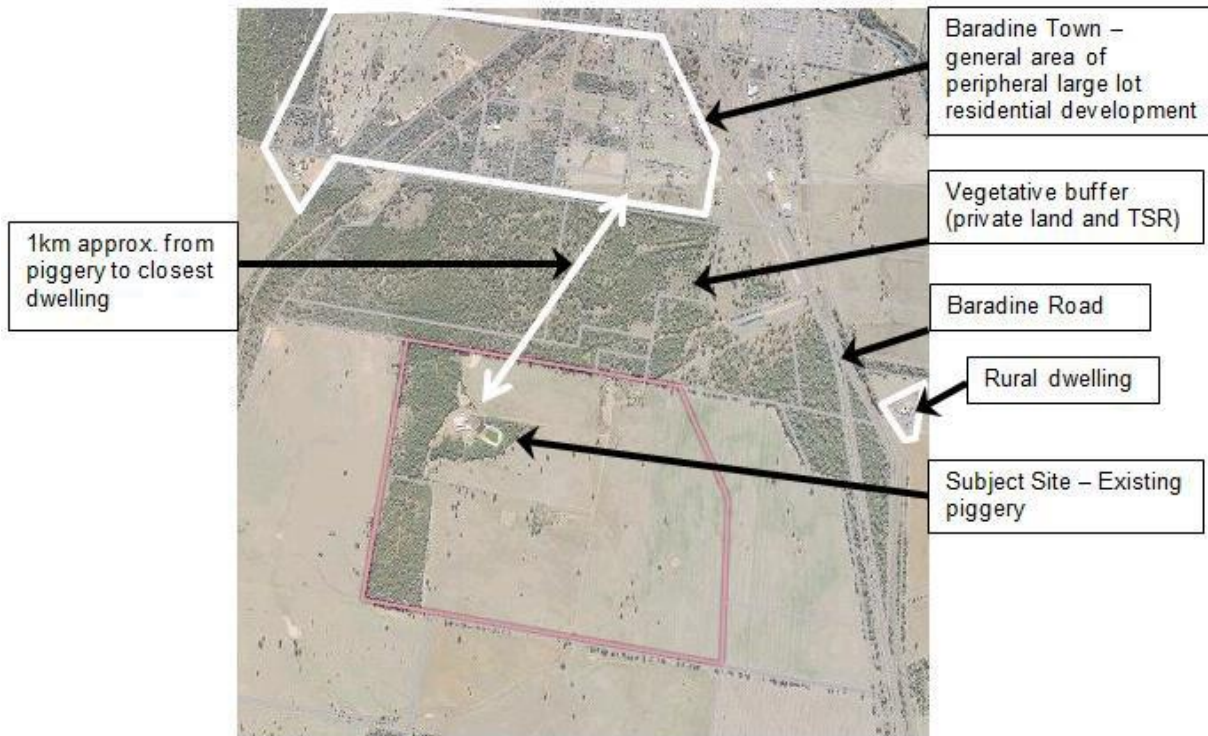 Baradine Town –
general area of
peripheral large lot
residential development
Vegetative buffer
(private land and TSR)
1km approx. from
piggery to closest
dwelling
Baradine Road
Rural dwelling
Subject Site – Existing
piggery